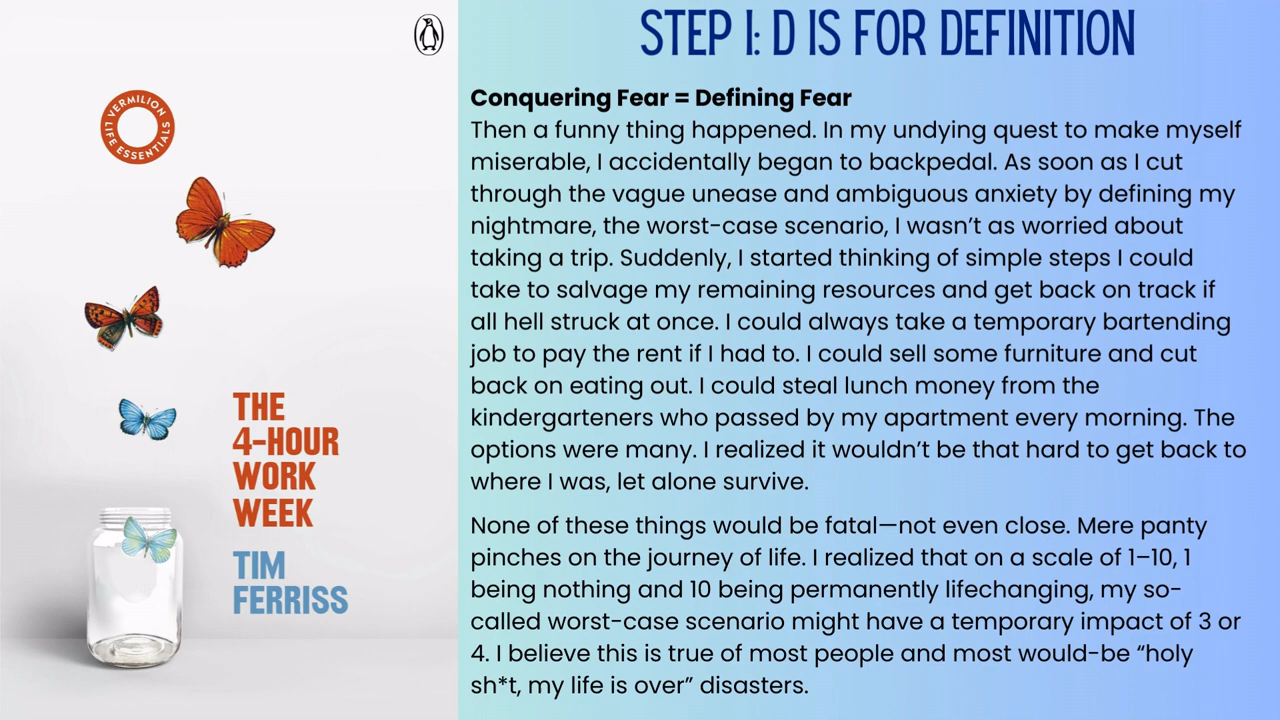 VERMILION
LIFE ESSENTIALS
THE
4-HOUR
WORK
WEEK
TIM
FERRISS
STEP 1: D IS FOR DEFINITION
Conquering Fear = Defining Fear
Then a funny thing happened. In my undying quest to make myself
miserable, I accidentally began to backpedal. As soon as I cut
through the vague unease and ambiguous anxiety by defining my
nightmare, the worst-case scenario, I wasn't as worried about
taking a trip. Suddenly, I started thinking of simple steps I could
take to salvage my remaining resources and get back on track if
all hell struck at once. I could always take a temporary bartending
job to pay the rent if I had to. I could sell some furniture and cut
back on eating out. I could steal lunch money from the
kindergarteners who passed by my apartment every morning. The
options were many. I realized it wouldn't be that hard to get back to
where I was, let alone survive.
None of these things would be fatal—not even close. Mere panty
pinches on the journey of life. I realized that on a scale of 1–10, 1
being nothing and 10 being permanently lifechanging, my so-
called worst-case scenario might have a temporary impact of 3 or
4. I believe this is true of most people and most would-be “holy
sh*t, my life is over” disasters.